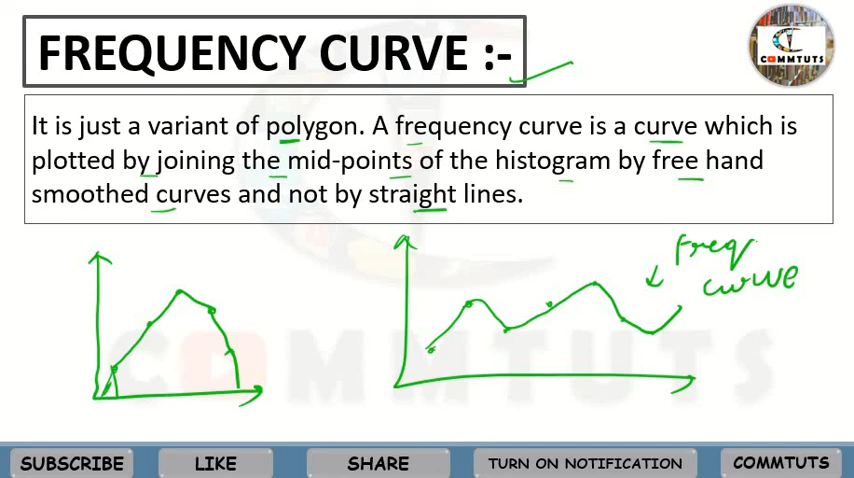 FREQUENCY CURVE :-
COMMTUTS
It is just a variant of polygon. A frequency curve is a curve which is
plotted by joining the mid-points of the histogram by free hand
smoothed curves and not by straight lines.
Freq.
curve
COMMTUTS
SUBSCRIBE
LIKE
SHARE
TURN ON NOTIFICATION
COMMTUTS